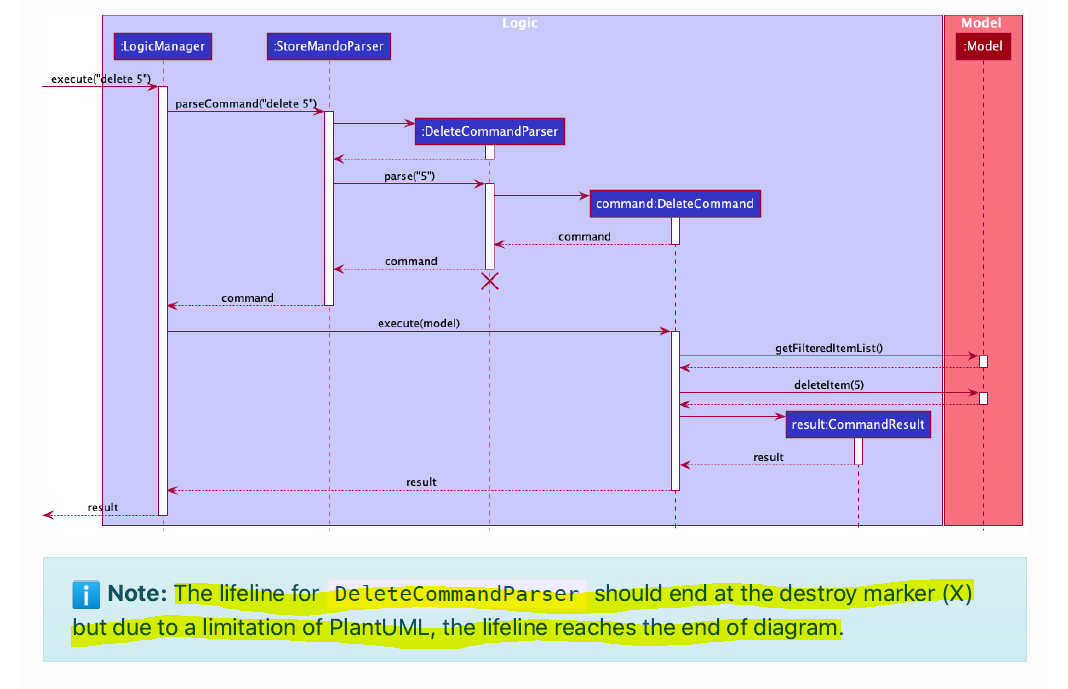 Logic
Model
:LogicManager
:StoreMandoParser
:Model
execute("delete 5")
parseCommand("delete 5")
:DeleteCommandParser
parse("5")
command:DeleteCommand
command
command
command
execute(model)
getFilteredItemList()
deleteItem(5)
result:CommandResult
result
result
result
Note: The lifeline for DeleteCommandParser should end at the destroy marker (X)
but due to a limitation of PlantUML, the lifeline reaches the end of diagram.